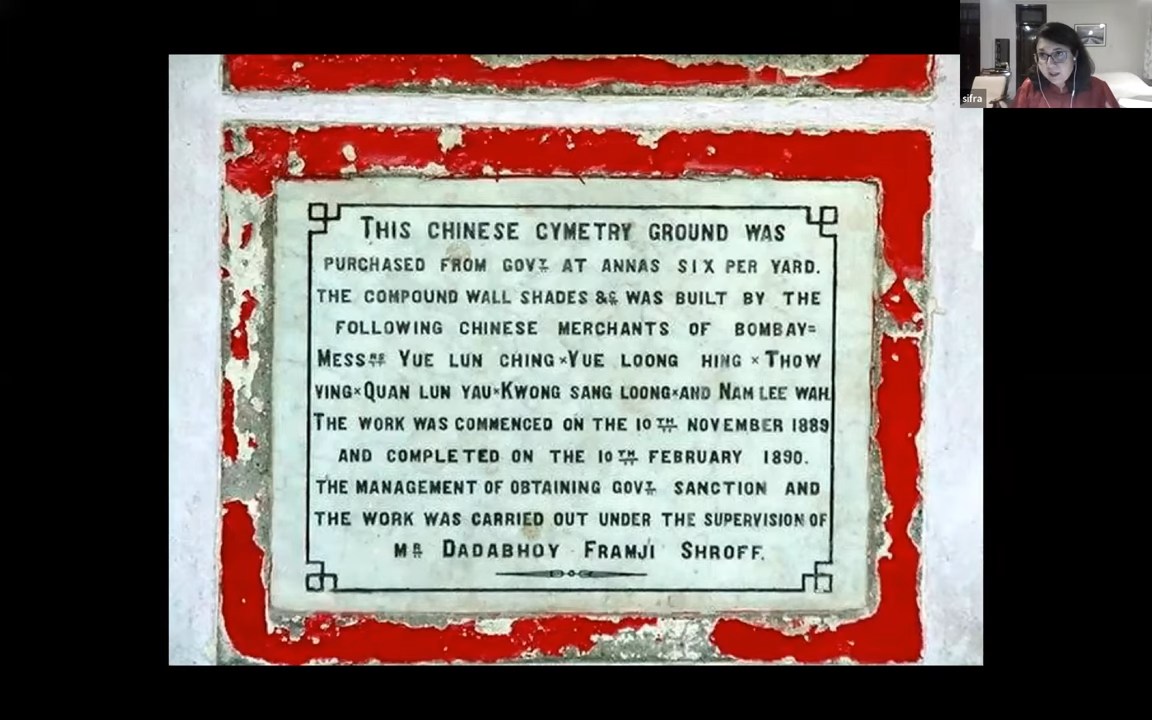 THIS CHINESE CYMETRY GROUND WAS
PURCHASED FROM GOVT AT ANNAS SIX PER YARD.
THE COMPOUND WALL SHADES &C WAS BUILT BY THE
FOLLOWING CHINESE MERCHANTS OF BOMBAY=
MESSRS YUE LUN CHING × YUE LOONG HING × THOW
VING × QUAN LUN YAU × KWONG SANG LOONG × AND NAM LEE WAH.
THE WORK WAS COMMENCED ON THE 10TH NOVEMBER 1889
AND COMPLETED ON THE 10TH FEBRUARY 1890.
THE MANAGEMENT OF OBTAINING GOVT SANCTION AND
THE WORK WAS CARRIED OUT UNDER THE SUPERVISION OF
MR DADABHOY FRAMJI SHROFF.
sifra